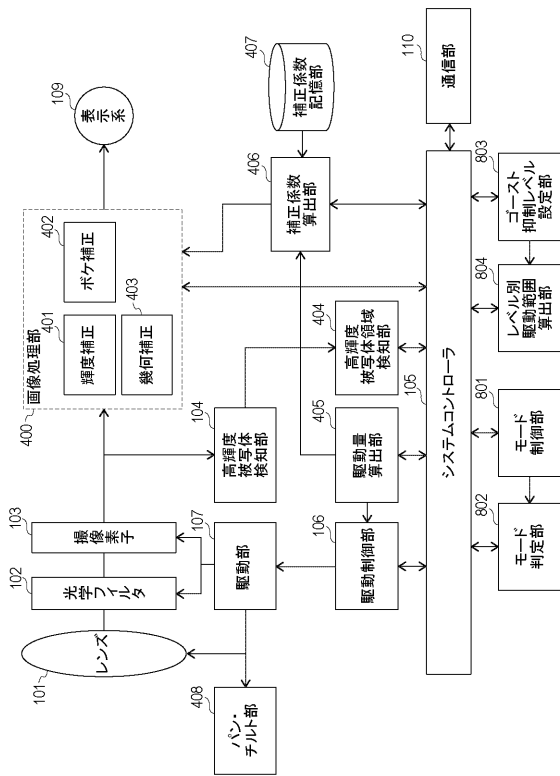 101
レンズ
102
光学フィルタ
103
撮像素子
400
画像処理部
401
輝度補正
402
ボケ補正
403
幾何補正
109
表示系
408
パン・
チルト部
107
駆動部
104
高輝度
被写体
検知部
106
駆動制御部
405
駆動量
算出部
404
高輝度
被写体領域
検知部
406
補正係数
算出部
407
補正係数
記憶部
105
システムコントローラ
110
通信部
802
モード
判定部
801
モード
制御部
804
レベル別
駆動範囲
算出部
803
ゴースト
抑制レベル
設定部